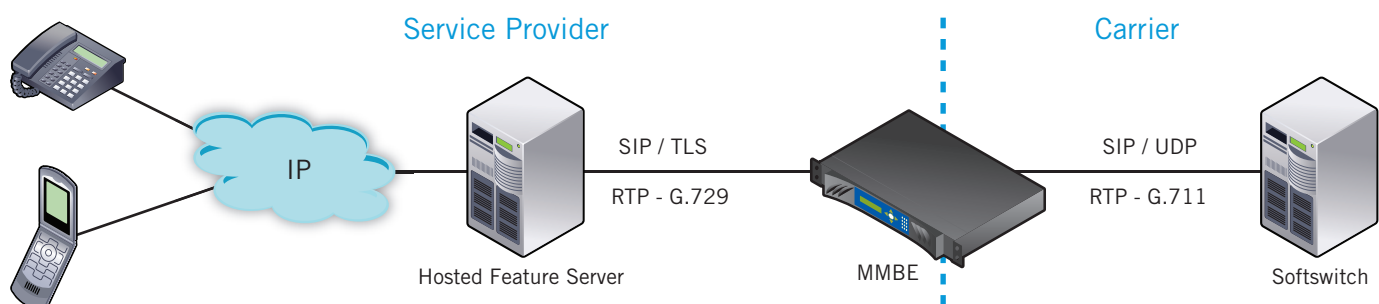 Service Provider
Carrier
IP
SIP / TLS
RTP - G.729
SIP / UDP
RTP - G.711
Hosted Feature Server
MMBE
Softswitch